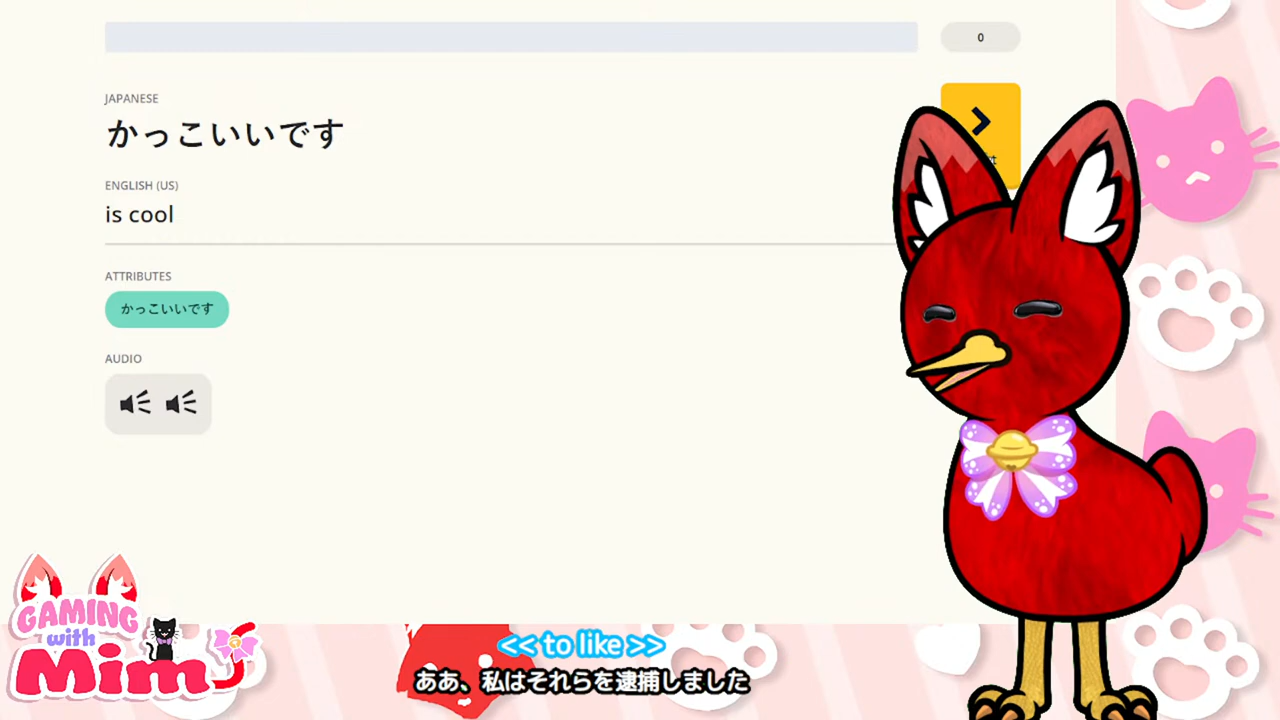 0
JAPANESE
かっこいいです
ENGLISH (US)
is cool
ATTRIBUTES
かっこいいです
AUDIO
GAMING
with
Mim
<< to like >>
ああ、私はそれらを逮捕しました